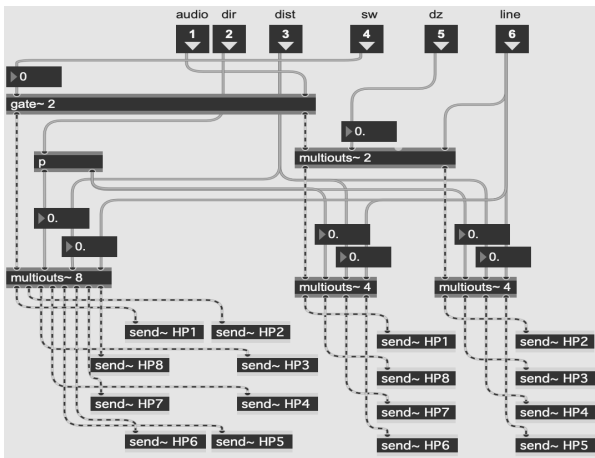 audio dir dist sw dz line
1 2 3 4 5 6
0
gate~ 2
0.
p
multiouts~ 2
0.
0. 0.
0. 0. 0.
multiouts~ 8 multiouts~ 4 multiouts~ 4
send~ HP1 send~ HP2 send~ HP1 send~ HP2
send~ HP8 send~ HP3 send~ HP8 send~ HP3
send~ HP7 send~ HP4 send~ HP7 send~ HP4
send~ HP6 send~ HP5 send~ HP6 send~ HP5